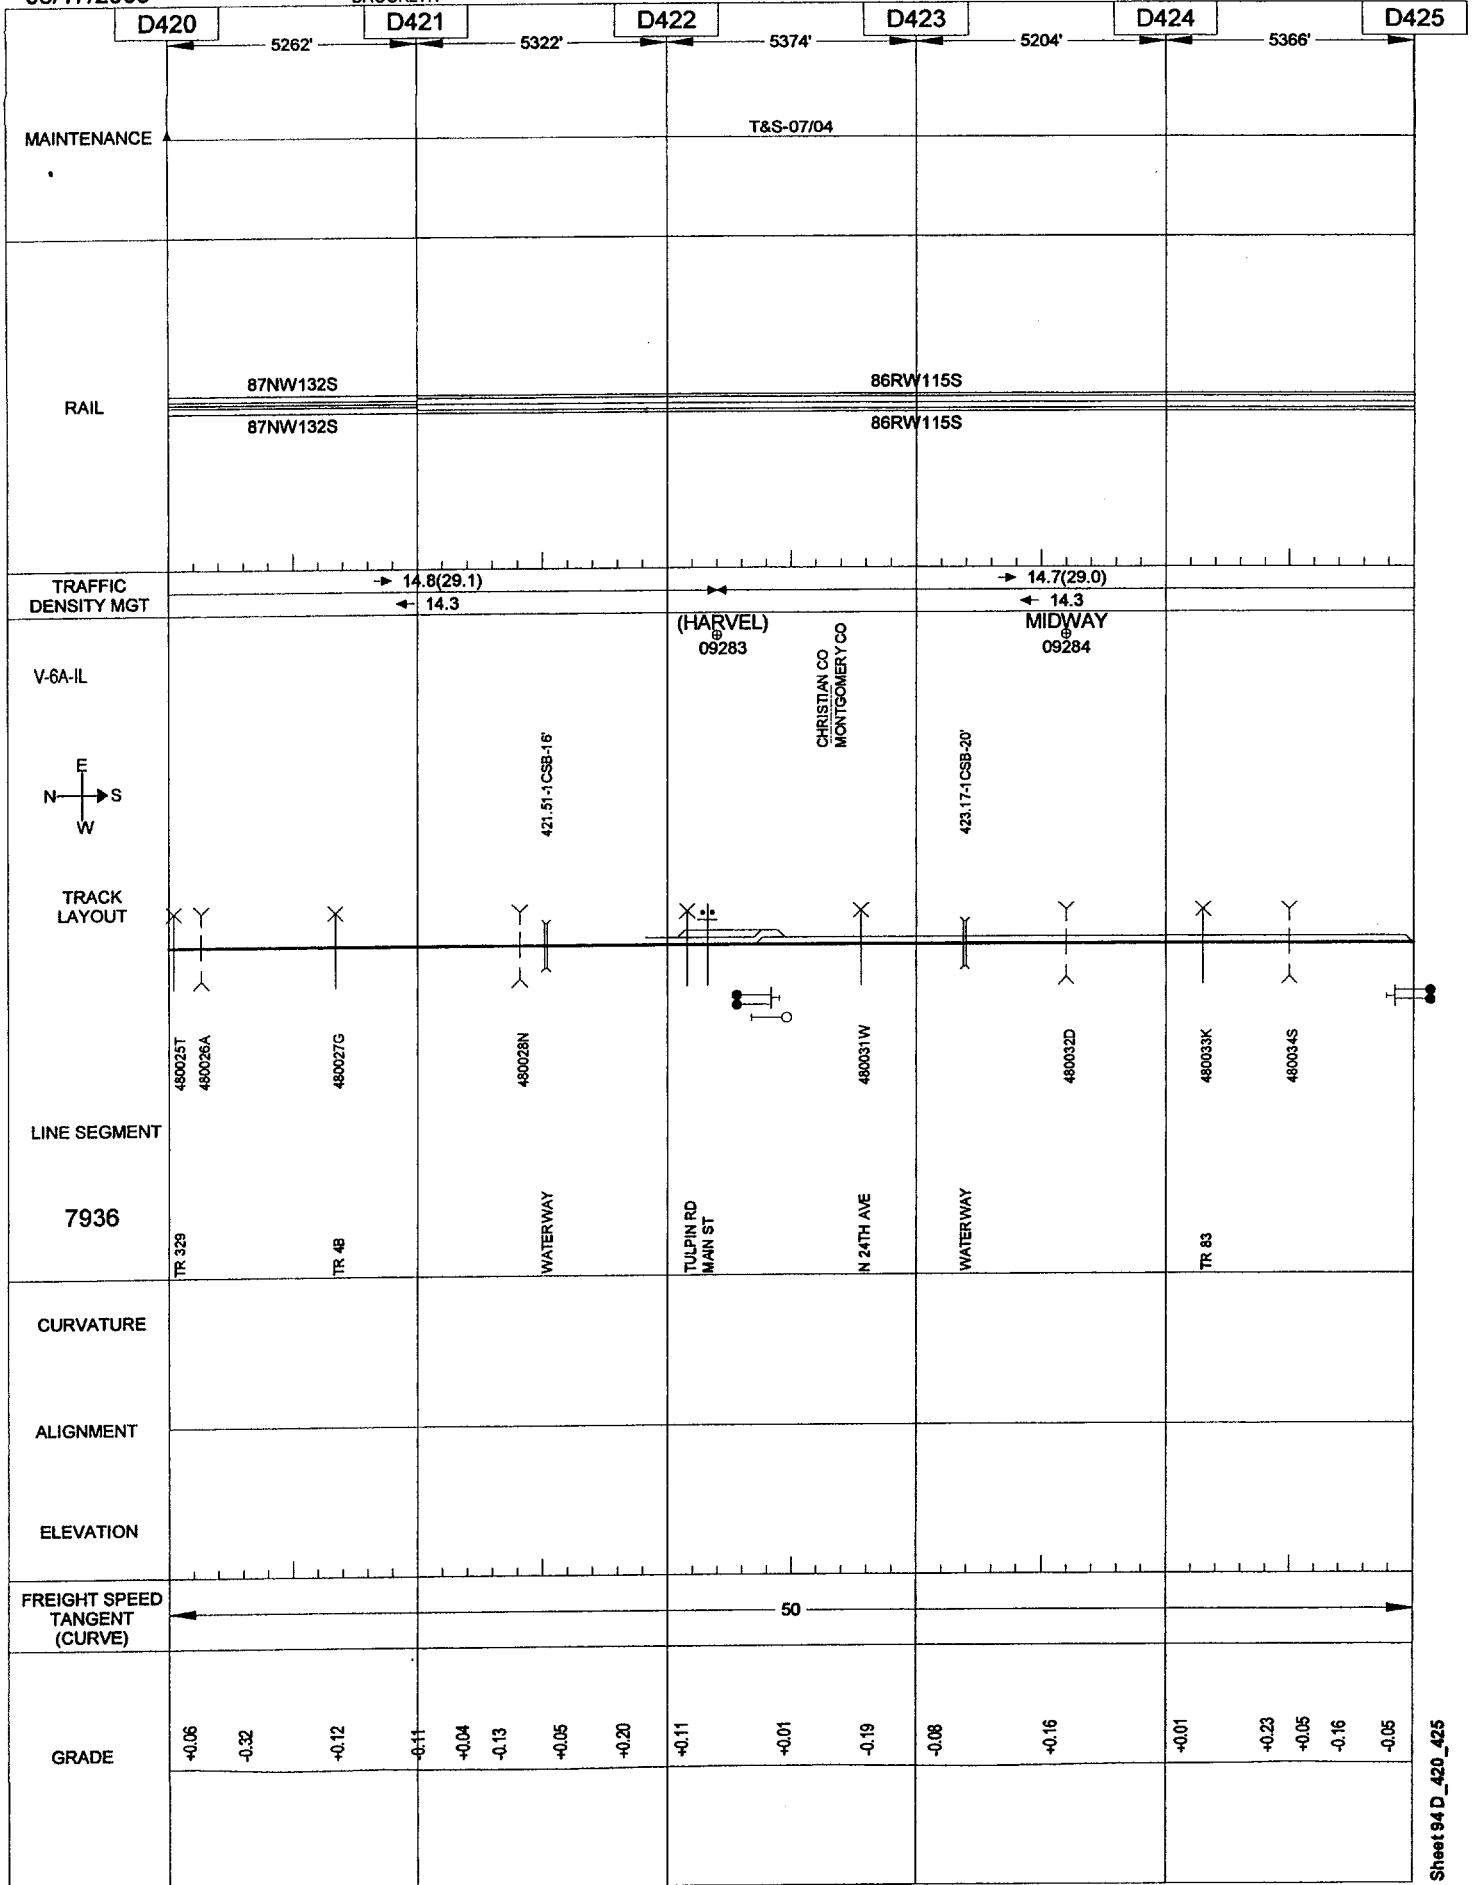 D420 D421 D422 D423 D424 D425
5262' 5322' 5374' 5204' 5366'
MAINTENANCE
T&S-07/04
RAIL
87NW132S 86RW115S
87NW132S 86RW115S
TRAFFIC
DENSITY MGT
14.8(29.1) 14.7(29.0)
14.3 14.3
(HARVEL)
09283
MIDWAY
09284
CHRISTIAN CO
MONTGOMERY CO
V-6A-IL
E
N S
W
421.51-1CSB-16'
423.17-1CSB-20'
TRACK
LAYOUT
480025T
480026A
480027G
480028N
480031W
480032D
480033K
480034S
LINE SEGMENT
7936
TR 329
TR 4B
WATERWAY
TULPIN RD
MAIN ST
N 24TH AVE
WATERWAY
TR 83
CURVATURE
ALIGNMENT
ELEVATION
FREIGHT SPEED
TANGENT
(CURVE)
50
GRADE
+0.06
-0.32
+0.12
-0.11
+0.04
-0.13
+0.05
+0.20
+0.11
+0.01
-0.19
-0.08
+0.16
+0.01
+0.23
+0.05
-0.16
-0.05
Sheet 94 D_420_425